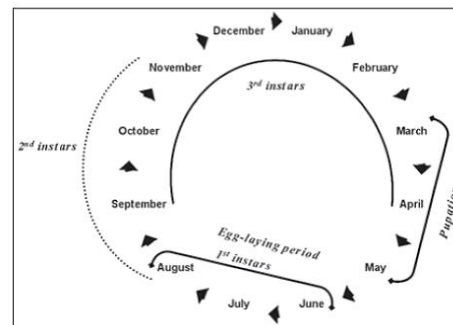 December
January
November
February
3rd instars
October
March
2nd instars
September
April
Pupation
Egg-laying period
1st instars
August
May
July
June